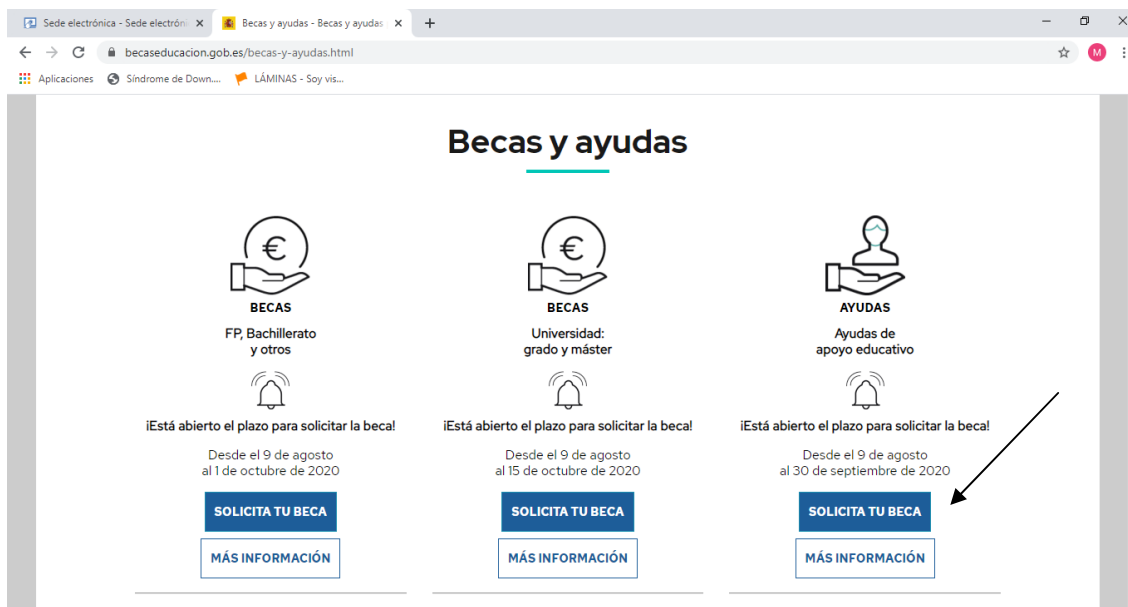 Sede electrónica - Sede electróni
Becas y ayudas - Becas y ayudas
becaseducacion.gob.es/becas-y-ayudas.html
M
Aplicaciones
Síndrome de Down....
LÁMINAS - Soy vis...
Becas y ayudas
€
BECAS
FP, Bachillerato
y otros
¡Está abierto el plazo para solicitar la beca!
Desde el 9 de agosto
al 1 de octubre de 2020
SOLICITA TU BECA
MÁS INFORMACIÓN
€
BECAS
Universidad:
grado y máster
¡Está abierto el plazo para solicitar la beca!
Desde el 9 de agosto
al 15 de octubre de 2020
SOLICITA TU BECA
MÁS INFORMACIÓN
AYUDAS
Ayudas de
apoyo educativo
¡Está abierto el plazo para solicitar la beca!
Desde el 9 de agosto
al 30 de septiembre de 2020
SOLICITA TU BECA
MÁS INFORMACIÓN